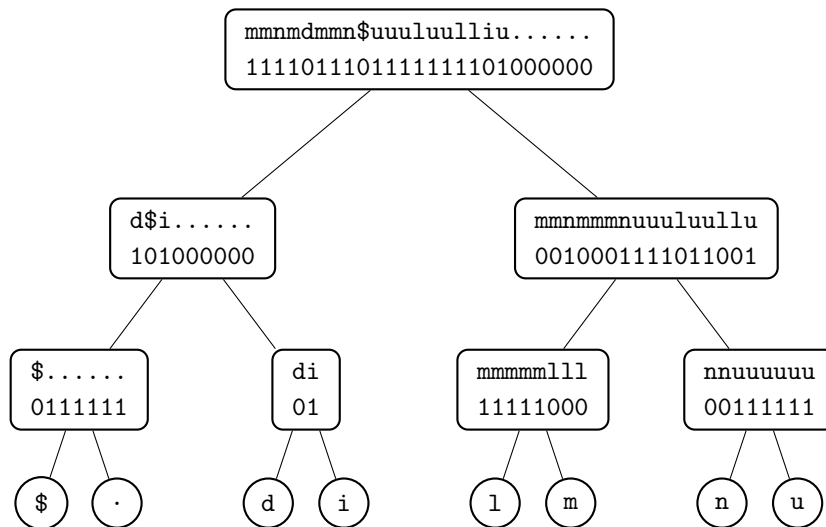 mmnmdmmn$uuuluulliu......
1111011101111111101000000
d$i......
101000000
mmnmmmnuuuluullu
0010001111011001
$......
0111111
di
01
mmmmmlll
11111000
nnuuuuuu
00111111
$
.
d
i
l
m
n
u